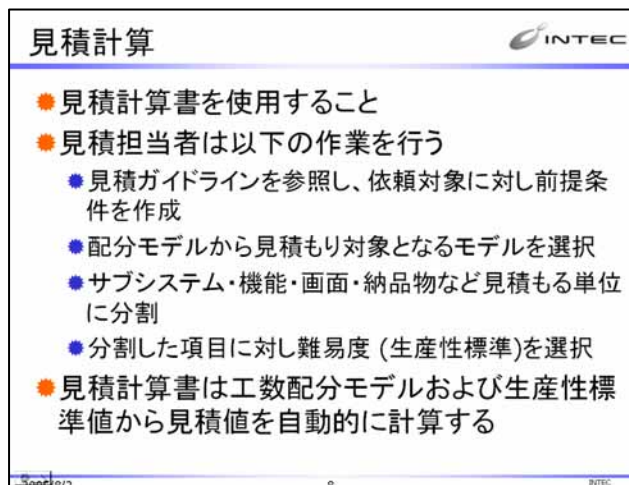 見積計算
INTEC
見積計算書を使用すること
見積担当者は以下の作業を行う
見積ガイドラインを参照し、依頼対象に対し前提条
件を作成
配分モデルから見積もり対象となるモデルを選択
サブシステム・機能・画面・納品物など見積もる単位
に分割
分割した項目に対し難易度 (生産性標準)を選択
見積計算書は工数配分モデルおよび生産性標
準値から見積値を自動的に計算する
INTEC